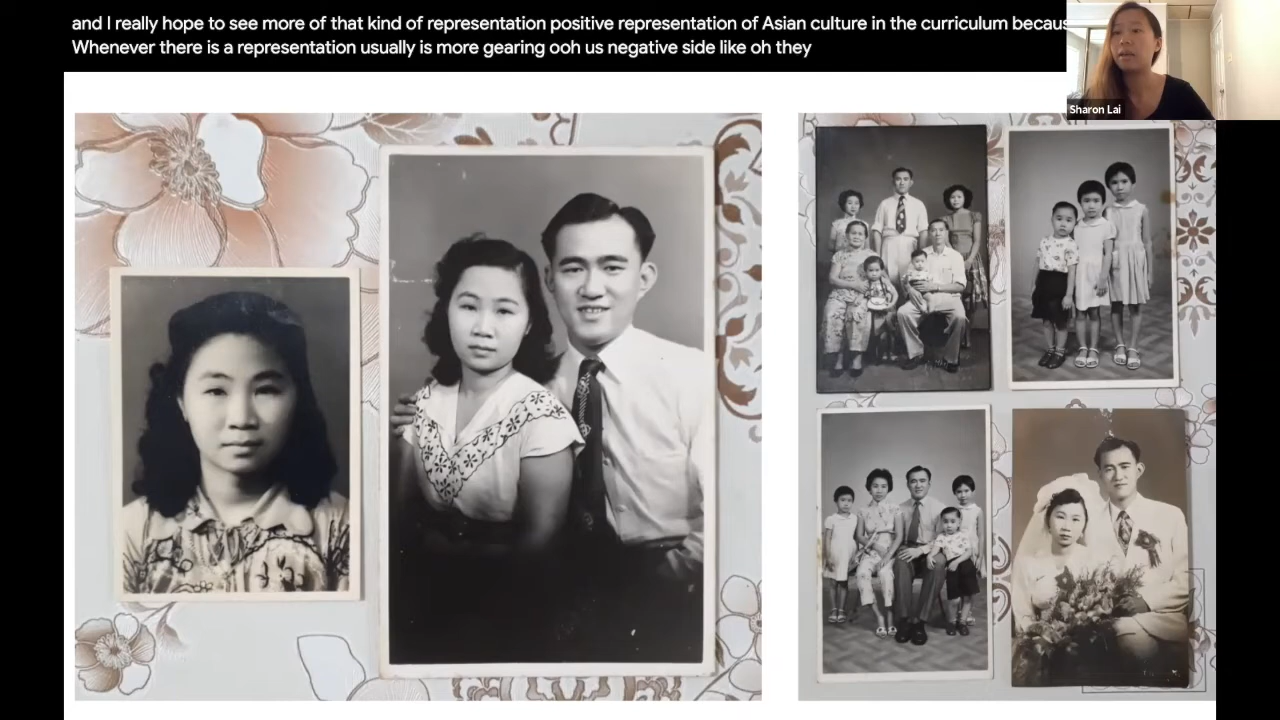 and I really hope to see more of that kind of representation positive representation of Asian culture in the curriculum
Whenever there is a representation usually is more gearing ooh us negative side like oh they
Sharon Lai